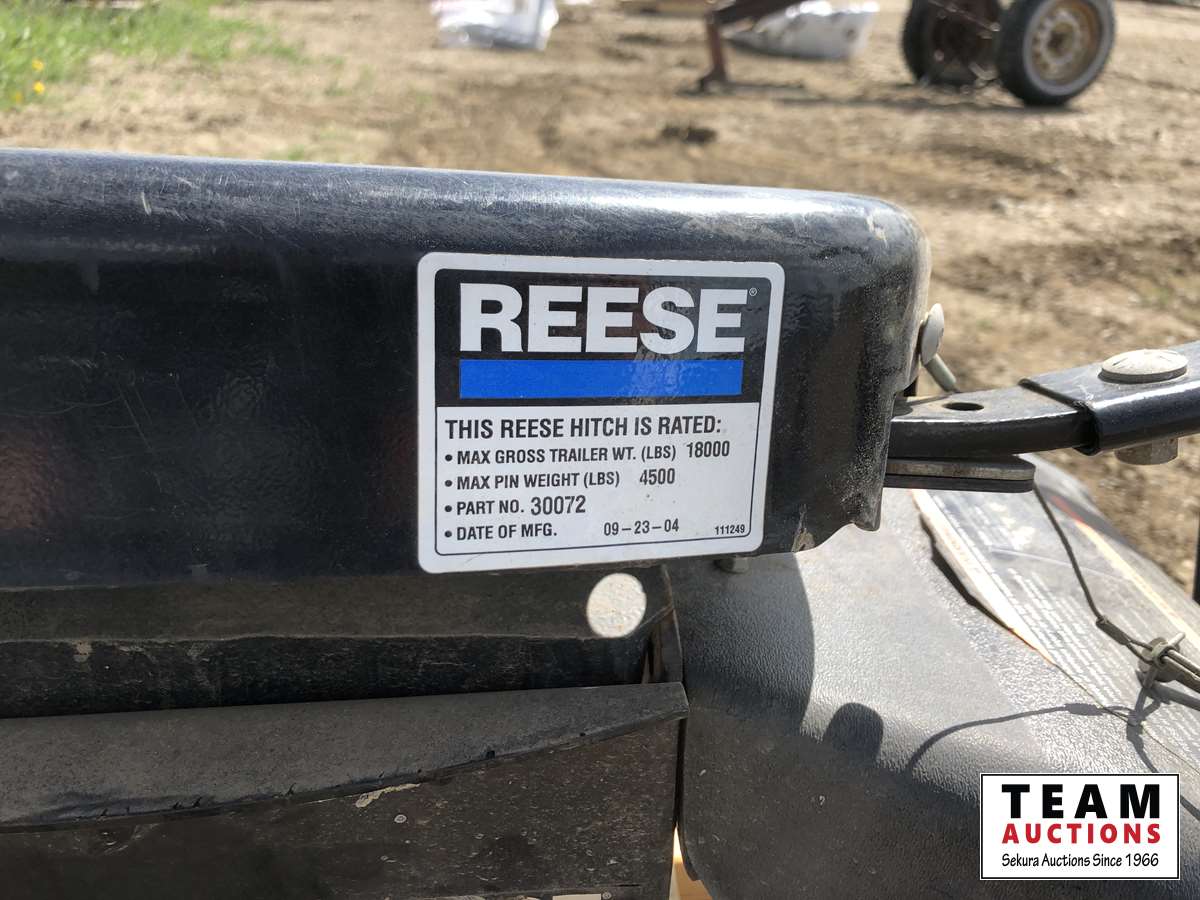 REESE®
THIS REESE HITCH IS RATED:
• MAX GROSS TRAILER WT. (LBS) 18000
• MAX PIN WEIGHT (LBS) 4500
• PART NO. 30072
• DATE OF MFG. 09-23-04 111249
TEAM
AUCTIONS
Sekura Auctions Since 1966